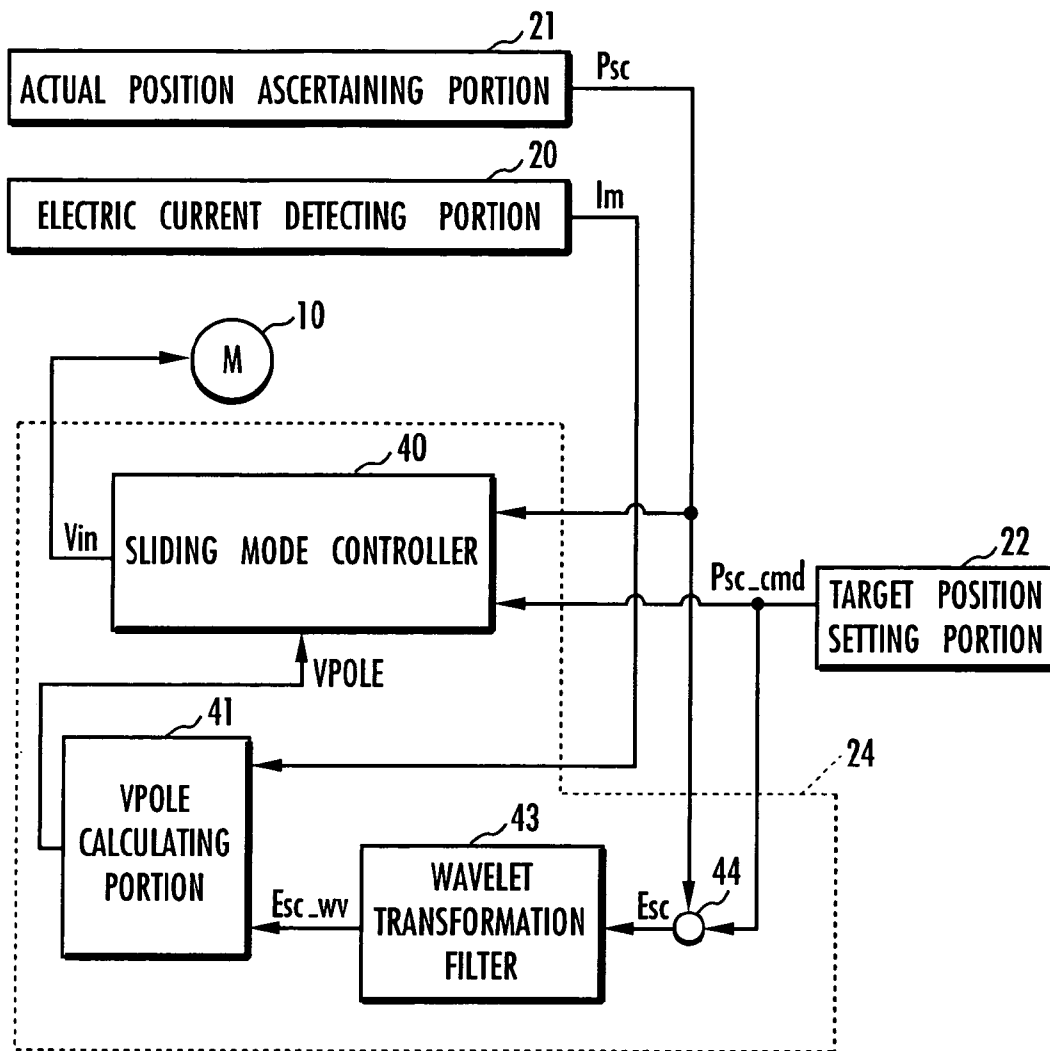 21
ACTUAL POSITION ASCERTAINING PORTION
Psc
20
ELECTRIC CURRENT DETECTING PORTION
Im
10
M
40
SLIDING MODE CONTROLLER
Vin
Psc_cmd
22
TARGET POSITION
SETTING PORTION
VPOLE
41
VPOLE
CALCULATING
PORTION
24
43
WAVELET
TRANSFORMATION
FILTER
Esc_wv
Esc
44